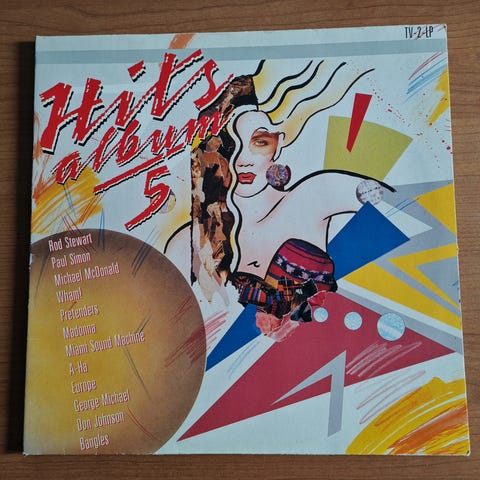 TV-2-LP
Hits
album
5
Rod Stewart
Paul Simon
Michael McDonald
Wham!
Pretenders
Madonna
Miami Sound Machine
A-Ha
Europe
George Michael
Don Johnson
Bangles